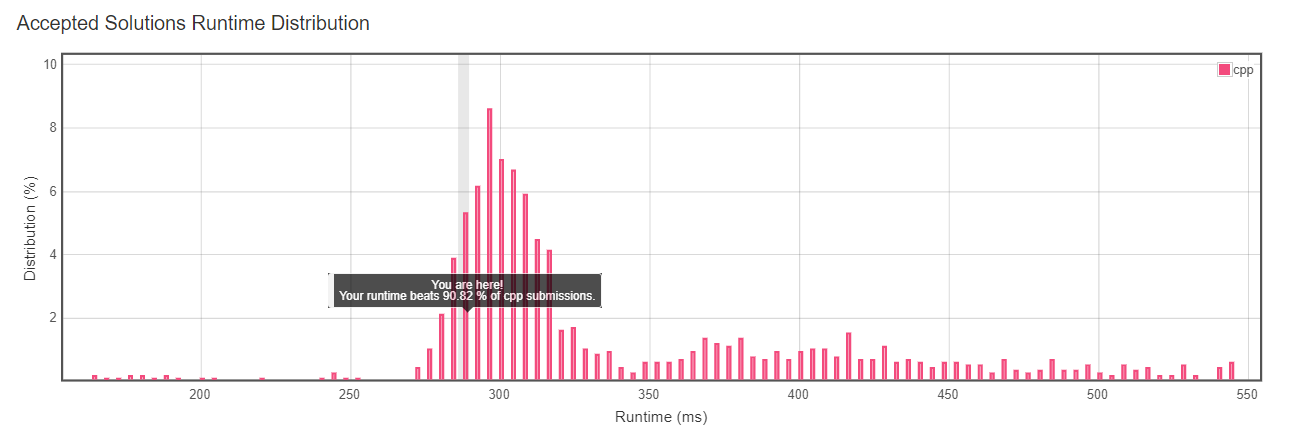 Accepted Solutions Runtime Distribution
10
cpp
8
6
4
2
Distribution (%)
You are here!
Your runtime beats 90.82 % of cpp submissions.
200
250
300
350
400
450
500
550
Runtime (ms)